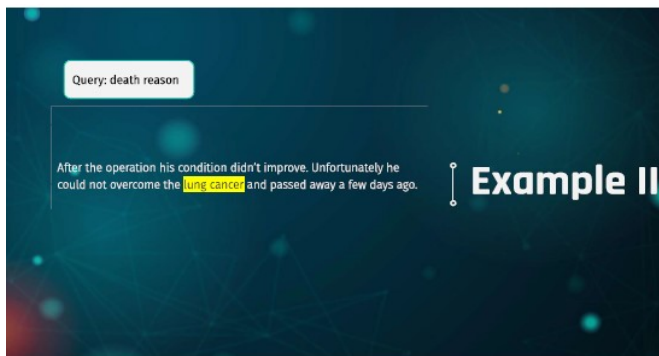 Query: death reason
After the operation his condition didn't improve. Unfortunately he
could not overcome the lung cancer and passed away a few days ago.
Example II